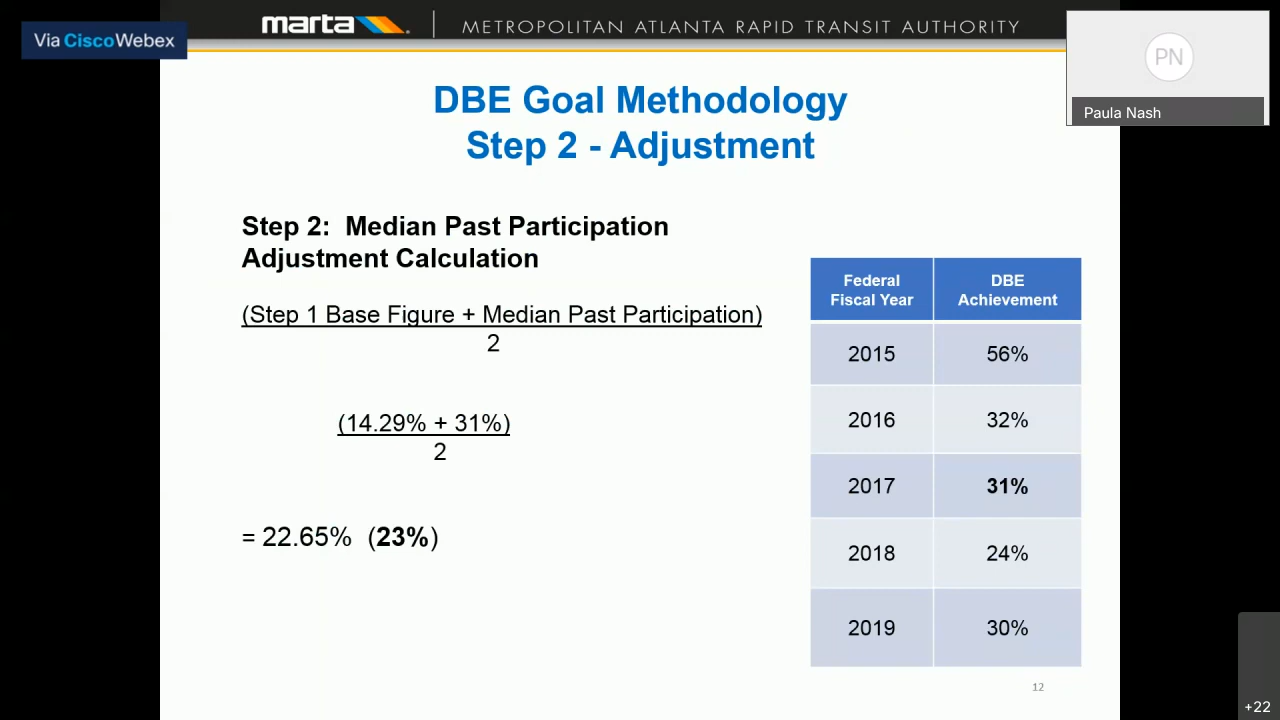 marta METROPOLITAN ATLANTA RAPID TRANSIT AUTHORITY
Via Cisco Webex
PN
Paula Nash
DBE Goal Methodology
Step 2 - Adjustment
Step 2: Median Past Participation
Adjustment Calculation
(Step 1 Base Figure + Median Past Participation)
2
(14.29% + 31%)
2
= 22.65% (23%)
Federal Fiscal Year DBE Achievement
2015 56%
2016 32%
2017 31%
2018 24%
2019 30%
12
+22